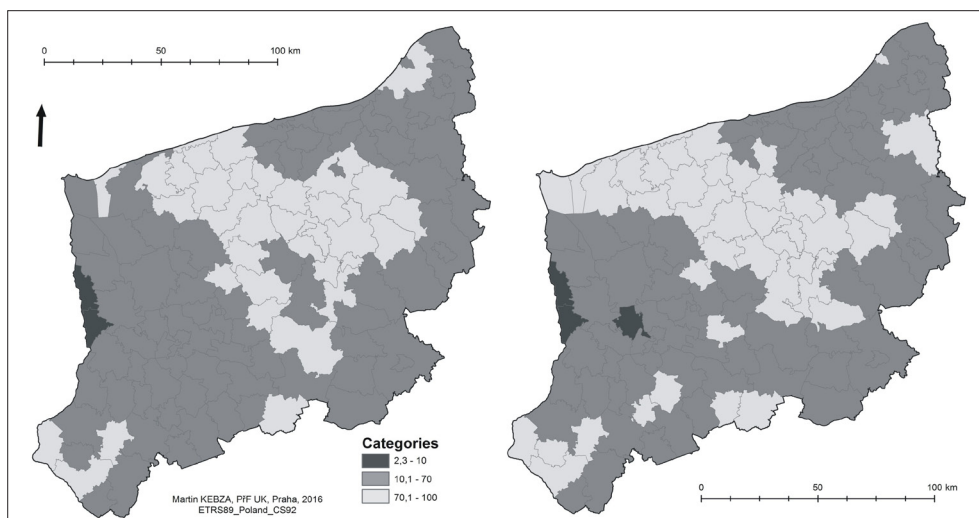 0 50 100 km
Categories
2,3 - 10
10,1 - 70
70,1 - 100
Martin KEBZA, PřF UK, Praha, 2016
ETRS89_Poland_CS92
0 50 100 km